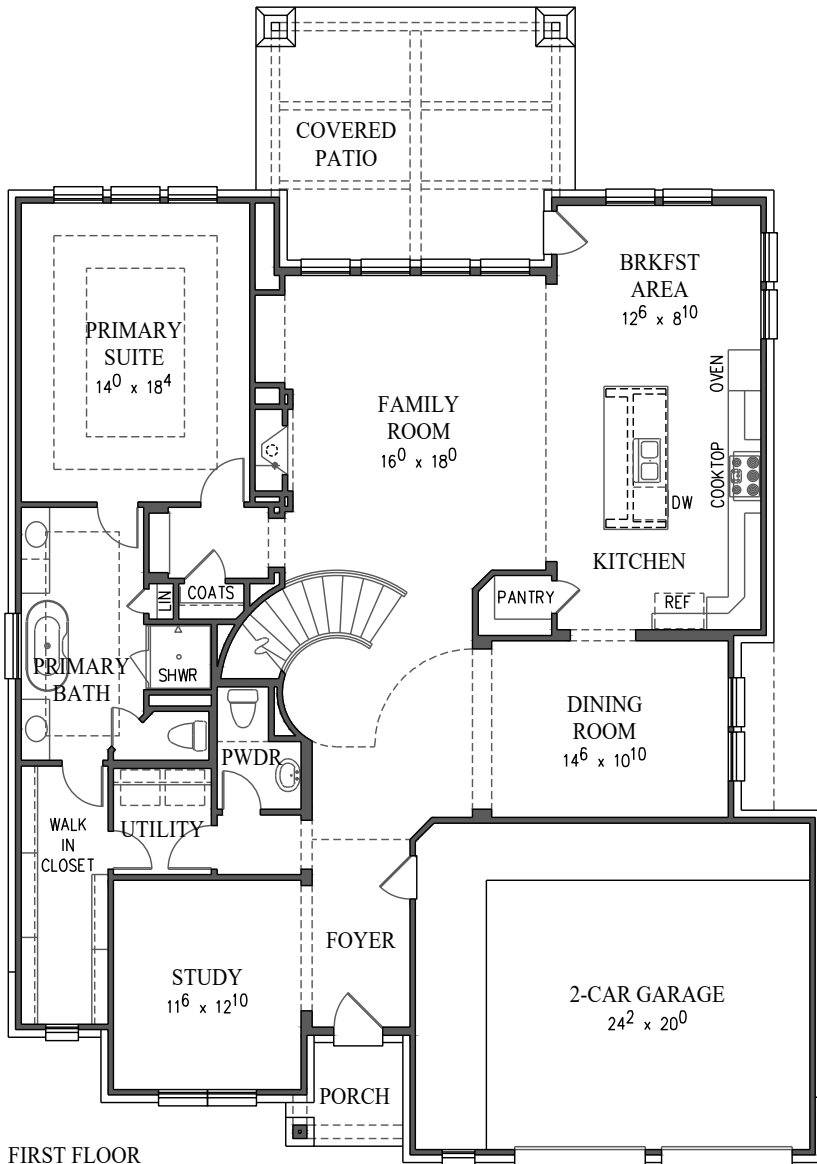 COVERED
PATIO
BRKFST
AREA
12⁶ x 8¹⁰
PRIMARY
SUITE
14⁰ x 18⁴
OVEN
FAMILY
ROOM
16⁰ x 18⁰
COOKTOP
DW
KITCHEN
LIN
COATS
PANTRY
REF
PRIMARY
BATH
SHWR
DINING
ROOM
14⁶ x 10¹⁰
PWDR
WALK
IN
CLOSET
UTILITY
FOYER
STUDY
11⁶ x 12¹⁰
2-CAR GARAGE
24² x 20⁰
PORCH
FIRST FLOOR